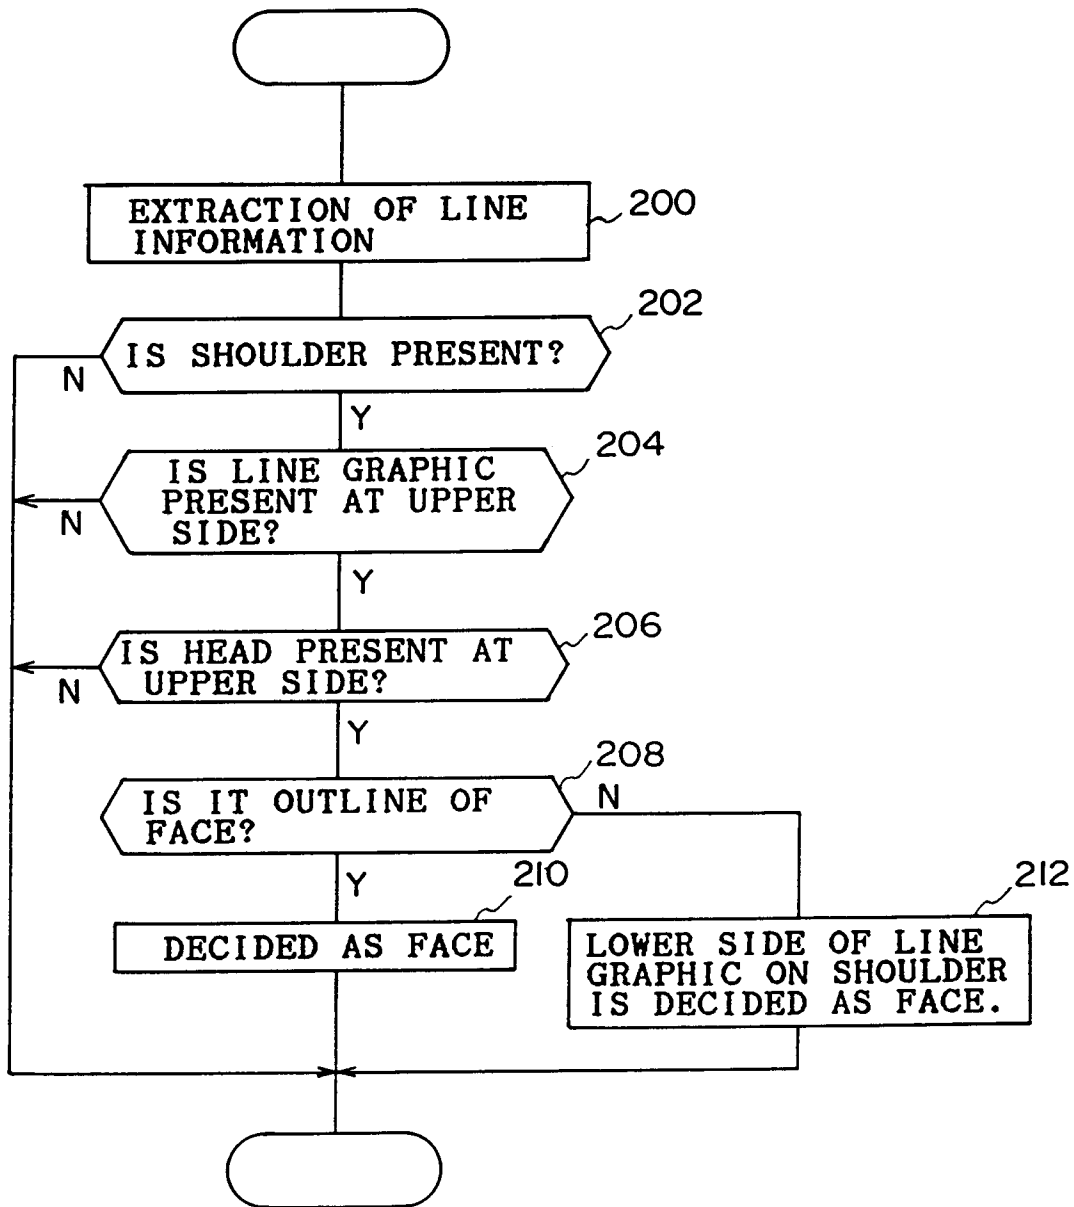 EXTRACTION OF LINE
INFORMATION
200
202
IS SHOULDER PRESENT?
N
Y
204
IS LINE GRAPHIC
PRESENT AT UPPER
SIDE?
N
Y
206
IS HEAD PRESENT AT
UPPER SIDE?
N
Y
208
IS IT OUTLINE OF
FACE?
N
Y
210
DECIDED AS FACE
212
LOWER SIDE OF LINE
GRAPHIC ON SHOULDER
IS DECIDED AS FACE.